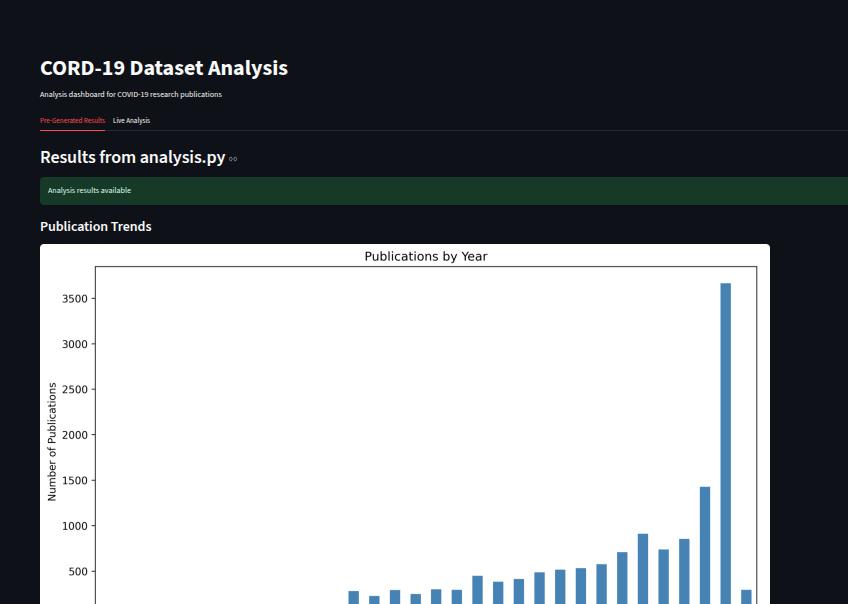 CORD-19 Dataset Analysis
Analysis dashboard for COVID-19 research publications
Pre-Generated Results Live Analysis
Results from analysis.py
Analysis results available
Publication Trends
Publications by Year
3500
3000
2500
2000
1500
1000
500
Number of Publications